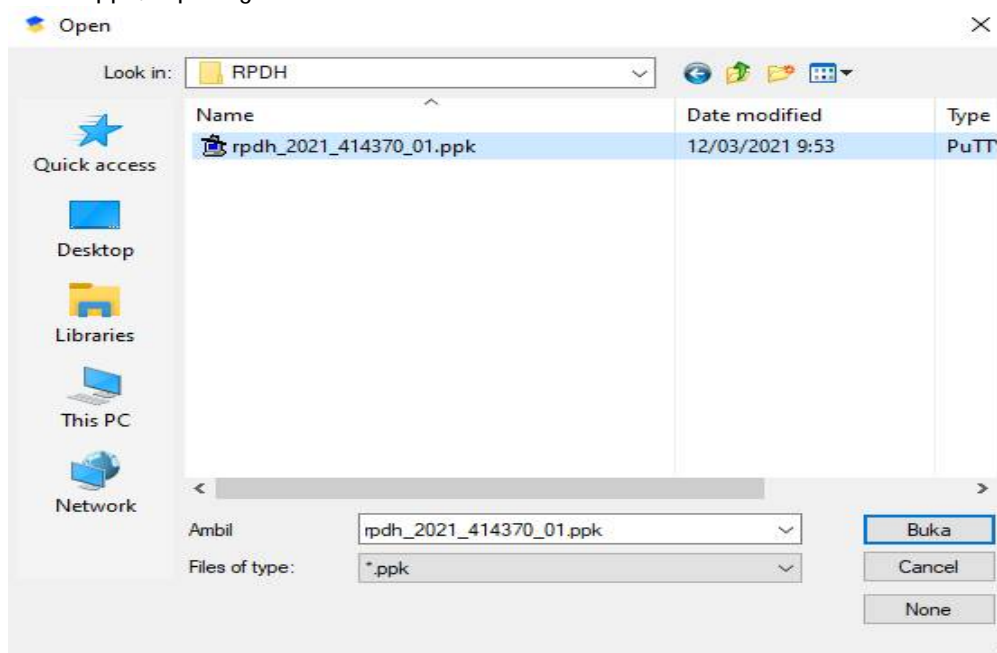 Open
Look in: RPDH
Name Date modified Type
rpdh_2021_414370_01.ppk 12/03/2021 9:53 PuTT
Quick access
Desktop
Libraries
This PC
Network
Ambil rpdh_2021_414370_01.ppk Buka
Files of type: *.ppk Cancel
None